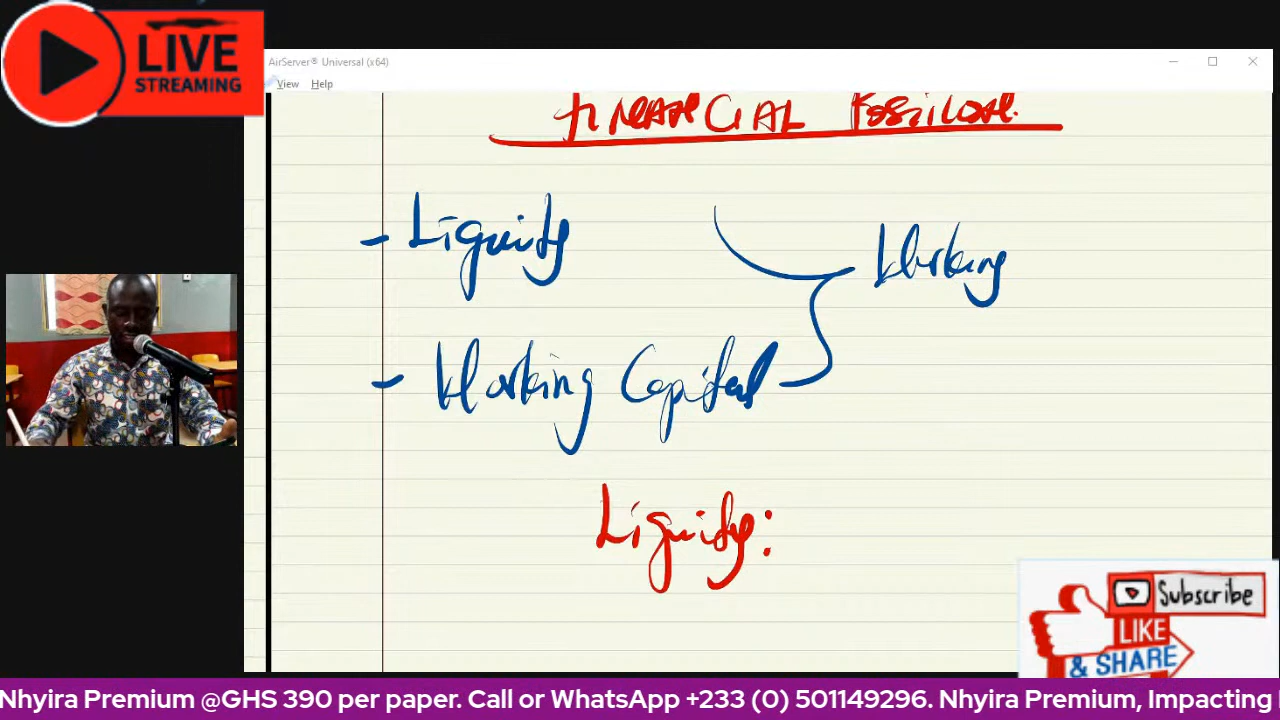 LIVE
STREAMING
AirServer® Universal (x64)
View Help
FINANCIAL POSITION.
- Liquidity
Working
- Working Capital
Liquidity:
Subscribe
LIKE
& SHARE
Nhyira Premium @GHS 390 per paper. Call or WhatsApp +233 (0) 501149296. Nhyira Premium, Impacting